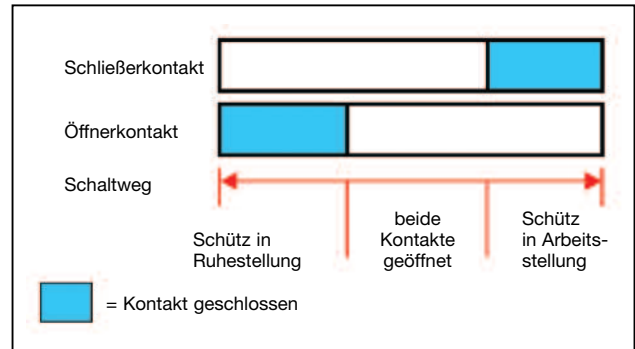 Schließerkontakt
Öffnerkontakt
Schaltweg
Schütz in
Ruhestellung
beide
Kontakte
geöffnet
Schütz
in Arbeits-
stellung
= Kontakt geschlossen